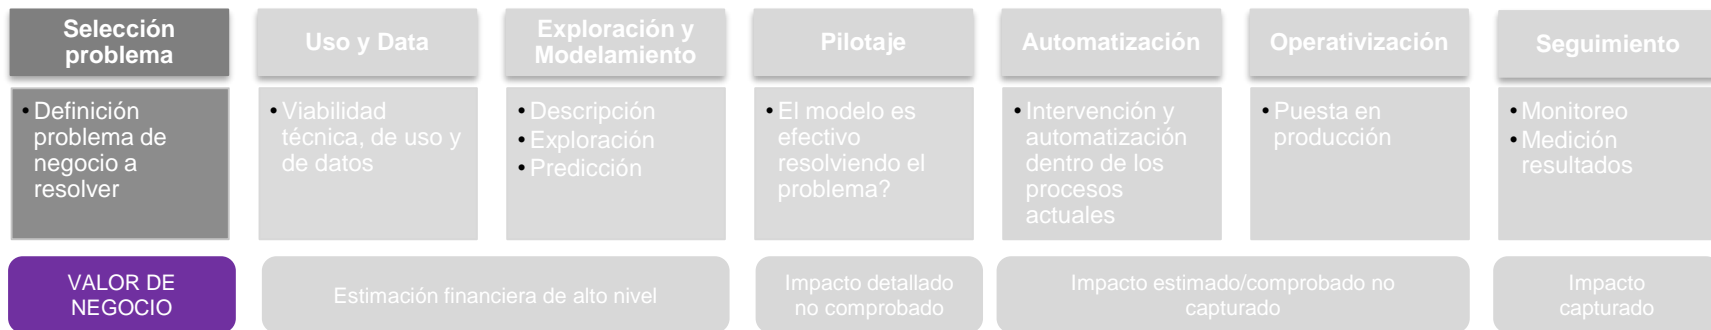 Selección
problema
Uso y Data
Exploración y
Modelamiento
Pilotaje
Automatización
Operativización
Seguimiento
• Definición
problema de
negocio a
resolver
• Viabilidad
técnica, de uso y
de datos
• Descripción
• Exploración
• Predicción
• El modelo es
efectivo
resolviendo el
problema?
• Intervención y
automatización
dentro de los
procesos
actuales
• Puesta en
producción
• Monitoreo
• Medición
resultados
VALOR DE
NEGOCIO
Estimación financiera de alto nivel
Impacto detallado
no comprobado
Impacto estimado/comprobado no
capturado
Impacto
capturado